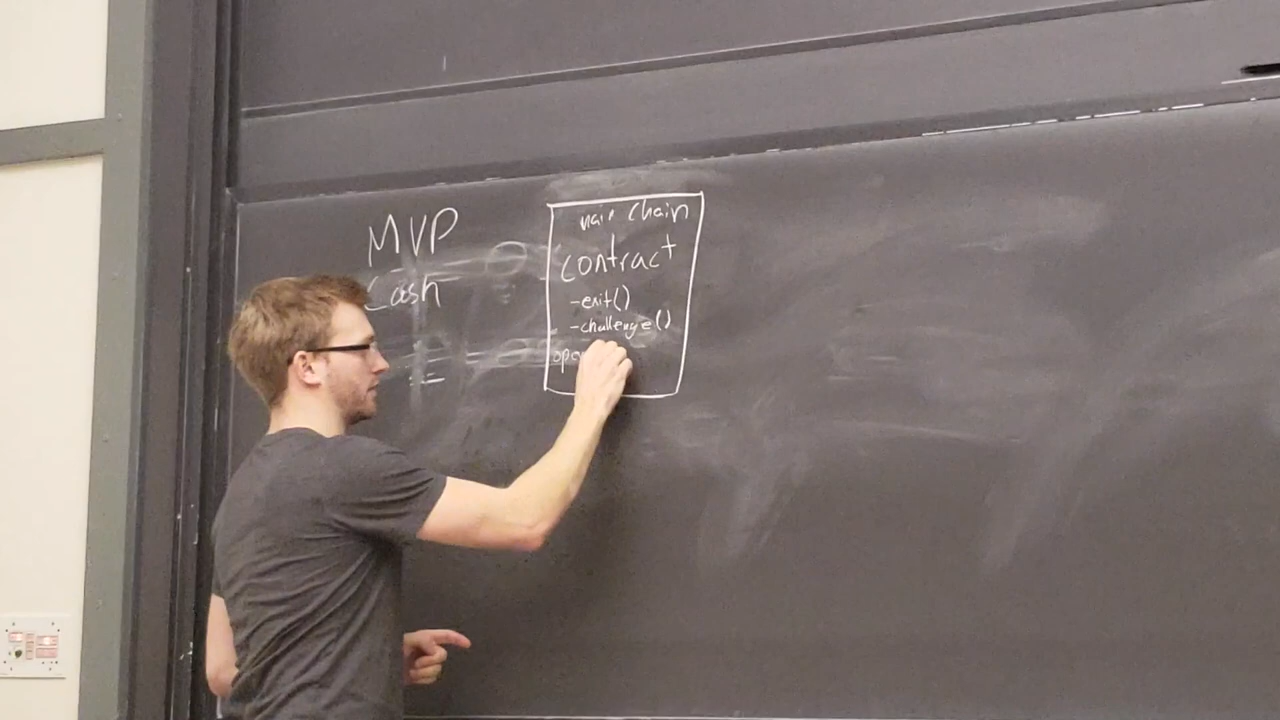 MVP
Cash
main chain
contract
-exit()
-challenge()